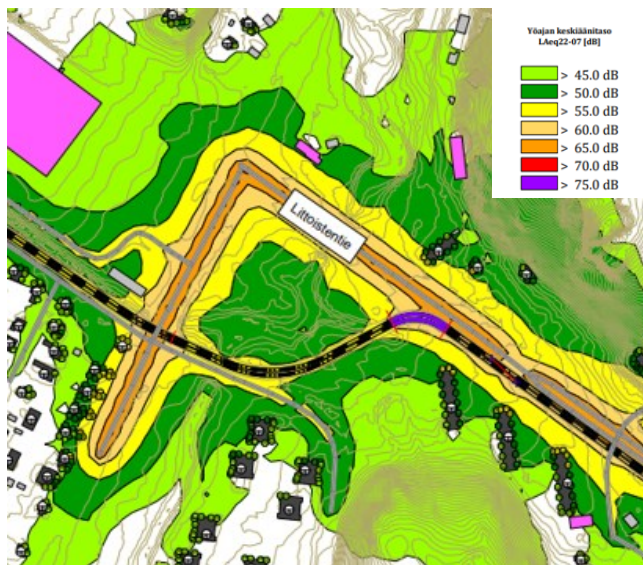 Yöajan keskiäänitaso
LAeq22-07 [dB]
> 45.0 dB
> 50.0 dB
> 55.0 dB
> 60.0 dB
> 65.0 dB
> 70.0 dB
> 75.0 dB
Littoistentie